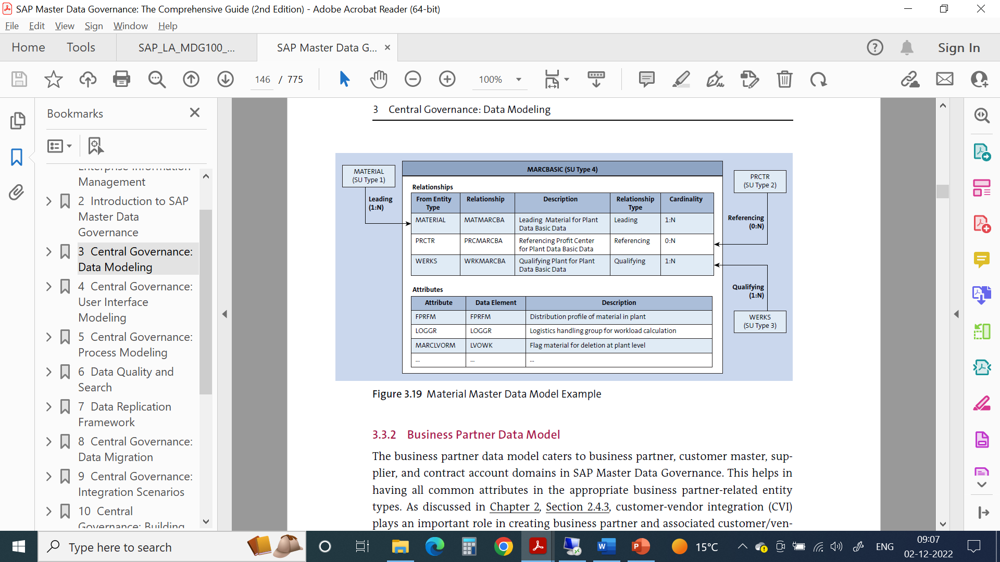 SAP Master Data Governance: The Comprehensive Guide (2nd Edition) - Adobe Acrobat Reader (64-bit)
File Edit View Sign Window Help
Home Tools SAP_LA_MDG100_... SAP Master Data G... × Sign In
146 / 775 100%
Bookmarks
Management
2 Introduction to SAP
Master Data
Governance
3 Central Governance:
Data Modeling
4 Central Governance:
User Interface
Modeling
5 Central Governance:
Process Modeling
6 Data Quality and
Search
7 Data Replication
Framework
8 Central Governance:
Data Migration
9 Central Governance:
Integration Scenarios
10 Central
Governance: Building
3 Central Governance: Data Modeling
MATERIAL
(SU Type 1)
Leading
(1:N)
MARCBASIC (SU Type 4)
Relationships
From Entity Type Relationship Description Relationship Type Cardinality
MATERIAL MATMARCBA Leading Material for Plant Data Basic Data Leading 1:N
PRCTR PRCMARCBA Referencing Profit Center for Plant Data Basic Data Referencing 0:N
WERKS WRKMARCBA Qualifying Plant for Plant Data Basic Data Qualifying 1:N
Attributes
Attribute Data Element Description
FPRFM FPRFM Distribution profile of material in plant
LOGGR LOGGR Logistics handling group for workload calculation
MARCLVORM LVOWK Flag material for deletion at plant level
... ... ...
PRCTR
(SU Type 2)
Referencing
(0:N)
Qualifying
(1:N)
WERKS
(SU Type 3)
Figure 3.19 Material Master Data Model Example
3.3.2 Business Partner Data Model
The business partner data model caters to business partner, customer master, sup-
plier, and contract account domains in SAP Master Data Governance. This helps in
having all common attributes in the appropriate business partner-related entity
types. As discussed in Chapter 2, Section 2.4.3, customer-vendor integration (CVI)
plays an important role in creating business partner and associated customer/ven-
Type here to search
15°C
ENG
09:07
02-12-2022